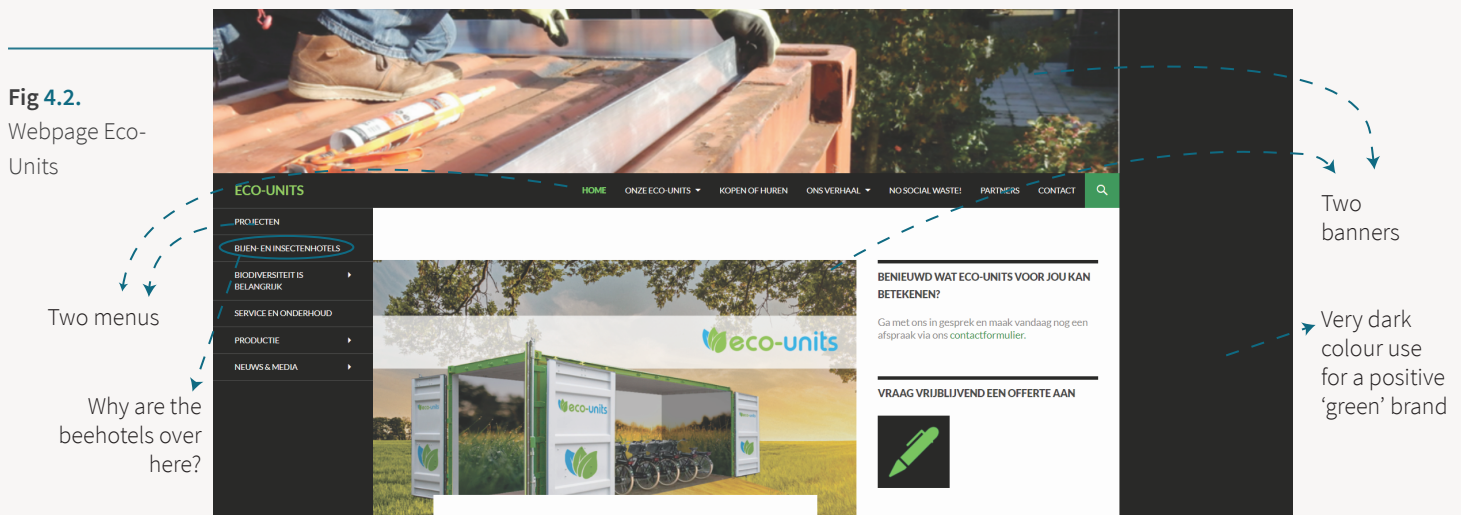 Fig 4.2.
Webpage Eco-
Units
ECO-UNITS
HOME ONZE ECO-UNITS KOPEN OF HUREN ONS VERHAAL NO SOCIAL WASTE! PARTNERS CONTACT
PROJECTEN
BIJEN- EN INSECTENHOTELS
BIODIVERSITEIT IS
BELANGRIJK
SERVICE EN ONDERHOUD
PRODUCTIE
NEUWS & MEDIA
eco-units
eco-units
eco-units
BENIEUWD WAT ECO-UNITS VOOR JOU KAN
BETEKENEN?
Ga met ons in gesprek en maak vandaag nog een
afspraak via ons contactformulier.
VRAAG VRIJBLIJVEND EEN OFFERTE AAN
Two menus
Why are the
beehotels over
here?
Two
banners
Very dark
colour use
for a positive
‘green’ brand